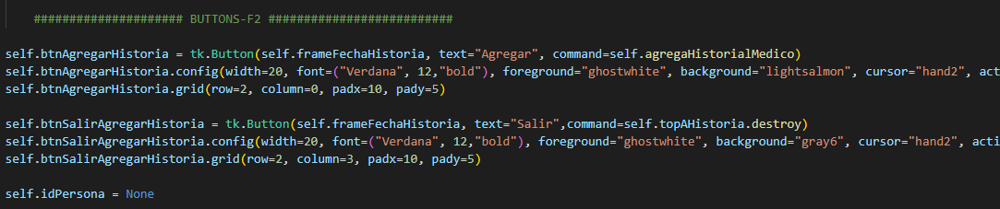 ##################### BUTTONS-F2 ##########################
self.btnAgregarHistoria = tk.Button(self.frameFechaHistoria, text="Agregar", command=self.agregaHistorialMedico)
self.btnAgregarHistoria.config(width=20, font=("Verdana", 12,"bold"), foreground="ghostwhite", background="lightsalmon", cursor="hand2", acti
self.btnAgregarHistoria.grid(row=2, column=0, padx=10, pady=5)
self.btnSalirAgregarHistoria = tk.Button(self.frameFechaHistoria, text="Salir",command=self.topAHistoria.destroy)
self.btnSalirAgregarHistoria.config(width=20, font=("Verdana", 12,"bold"), foreground="ghostwhite", background="gray6", cursor="hand2", acti
self.btnSalirAgregarHistoria.grid(row=2, column=3, padx=10, pady=5)
self.idPersona = None